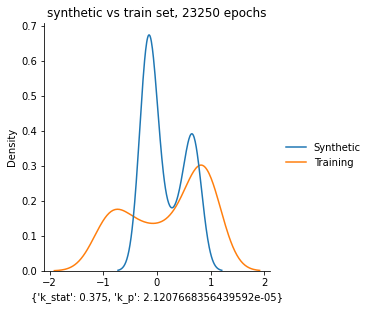 synthetic vs train set, 23250 epochs
0.7
0.6
0.5
0.4
0.3
0.2
0.1
0.0
Density
−2
−1
0
1
2
{'k_stat': 0.375, 'k_p': 2.1207668356439592e-05}
Synthetic
Training